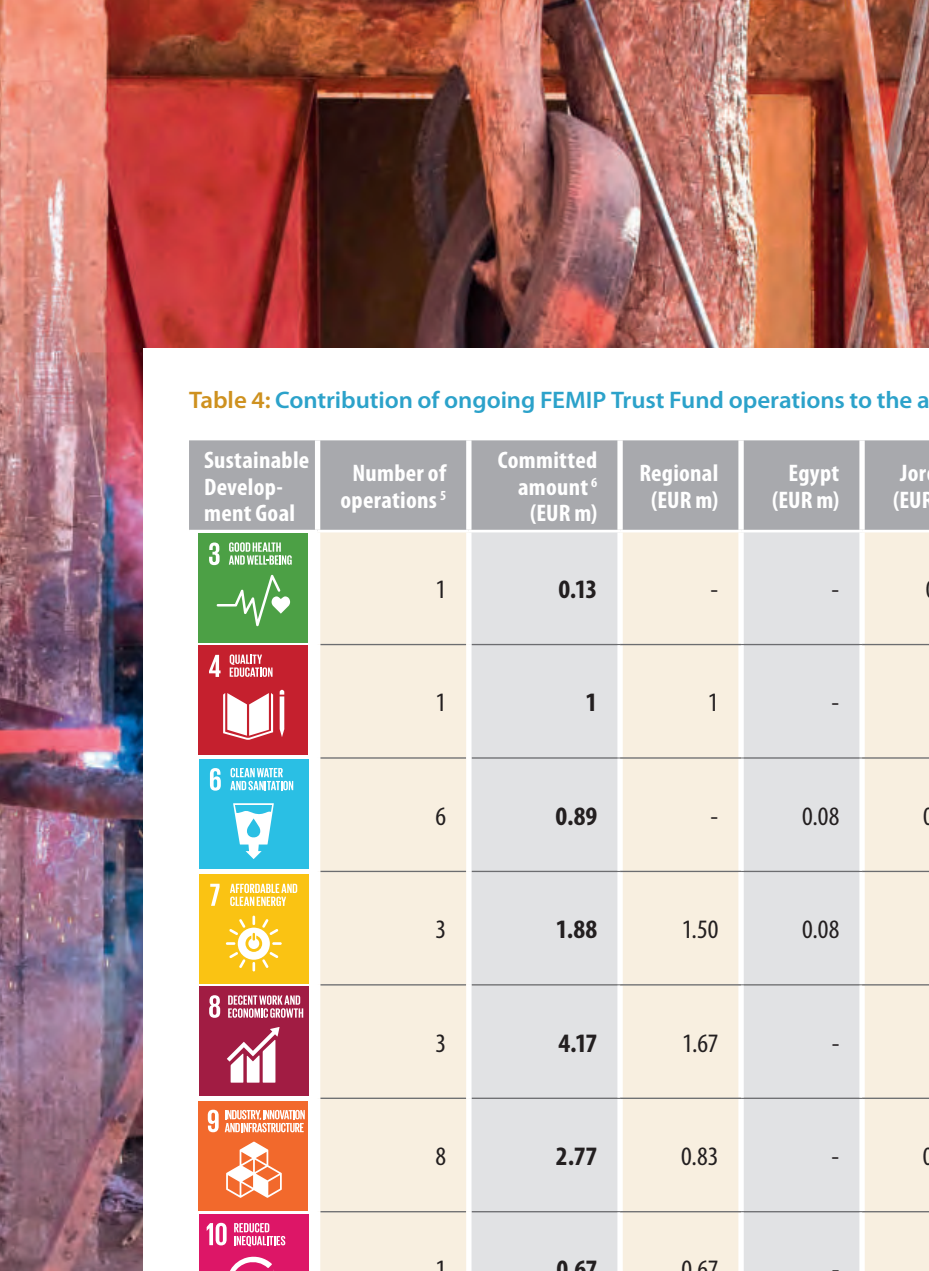 Table 4: Contribution of ongoing FEMIP Trust Fund operations to the a
Sustainable
Develop-
ment Goal
Number of
operations 5
Committed
amount 6
(EUR m)
Regional
(EUR m)
Egypt
(EUR m)
Jor
(EUR
3 GOOD HEALTH
AND WELL-BEING
1 0.13 - -
4 QUALITY
EDUCATION
1 1 1 -
6 CLEAN WATER
AND SANITATION
6 0.89 - 0.08
7 AFFORDABLE AND
CLEAN ENERGY
3 1.88 1.50 0.08
8 DECENT WORK AND
ECONOMIC GROWTH
3 4.17 1.67 -
9 INDUSTRY, INNOVATION
AND INFRASTRUCTURE
8 2.77 0.83 -
10 REDUCED
INEQUALITIES
1 0.67 0.67 -